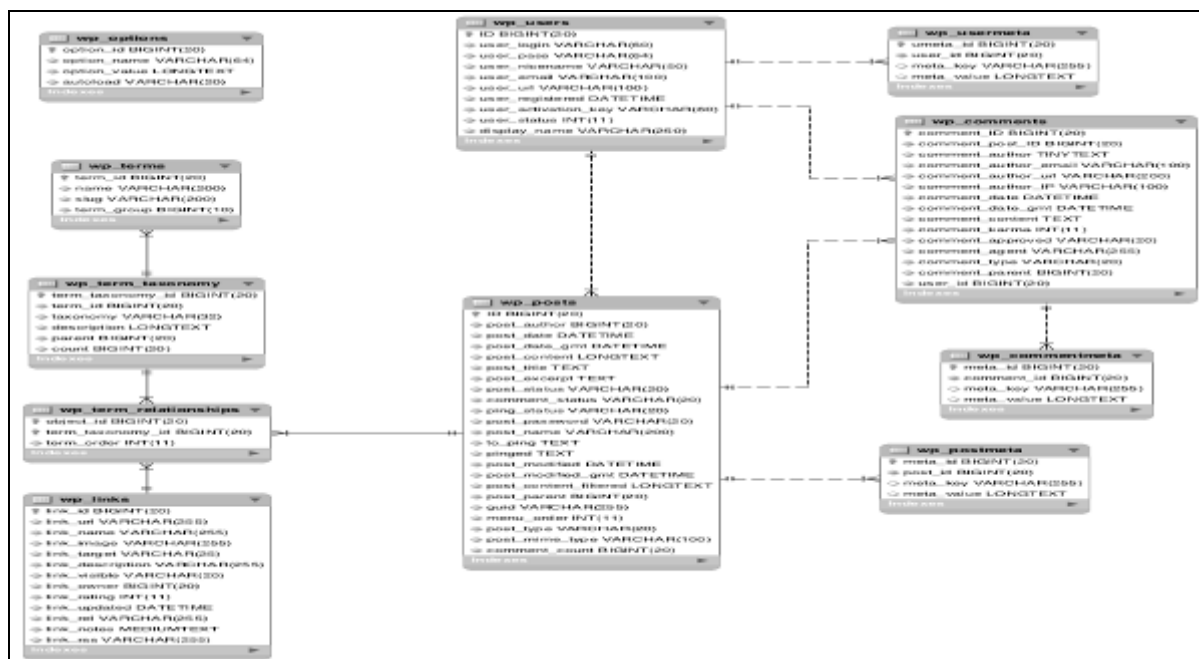 wp_options
option_id BIGINT(20)
option_name VARCHAR(64)
option_value LONGTEXT
autoload VARCHAR(20)
Indexes
wp_users
ID BIGINT(20)
user_login VARCHAR(60)
user_pass VARCHAR(64)
user_nicename VARCHAR(50)
user_email VARCHAR(100)
user_url VARCHAR(100)
user_registered DATETIME
user_activation_key VARCHAR(60)
user_status INT(11)
display_name VARCHAR(250)
wp_usermeta
umeta_id BIGINT(20)
user_id BIGINT(20)
meta_key VARCHAR(255)
meta_value LONGTEXT
Indexes
wp_comments
comment_ID BIGINT(20)
comment_post_ID BIGINT(20)
comment_author TINYTEXT
comment_author_email VARCHAR(100)
comment_author_url VARCHAR(200)
comment_author_IP VARCHAR(100)
comment_date DATETIME
comment_date_gmt DATETIME
comment_content TEXT
comment_karma INT(11)
comment_approved VARCHAR(20)
comment_agent VARCHAR(255)
comment_type VARCHAR(20)
comment_parent BIGINT(20)
user_id BIGINT(20)
Indexes
wp_terms
term_id BIGINT(20)
name VARCHAR(200)
slug VARCHAR(200)
term_group BIGINT(10)
Indexes
wp_term_taxonomy
term_taxonomy_id BIGINT(20)
term_id BIGINT(20)
taxonomy VARCHAR(32)
description LONGTEXT
parent BIGINT(20)
count BIGINT(20)
Indexes
wp_posts
ID BIGINT(20)
post_author BIGINT(20)
post_date DATETIME
post_date_gmt DATETIME
post_content LONGTEXT
post_title TEXT
post_excerpt TEXT
post_status VARCHAR(20)
comment_status VARCHAR(20)
ping_status VARCHAR(20)
post_password VARCHAR(20)
post_name VARCHAR(200)
to_ping TEXT
pinged TEXT
post_modified DATETIME
post_modified_gmt DATETIME
post_content_filtered LONGTEXT
post_parent BIGINT(20)
guid VARCHAR(255)
menu_order INT(11)
post_type VARCHAR(20)
post_mime_type VARCHAR(100)
comment_count BIGINT(20)
Indexes
wp_commentmeta
meta_id BIGINT(20)
comment_id BIGINT(20)
meta_key VARCHAR(255)
meta_value LONGTEXT
Indexes
wp_term_relationships
object_id BIGINT(20)
term_taxonomy_id BIGINT(20)
term_order INT(11)
Indexes
wp_postmeta
meta_id BIGINT(20)
post_id BIGINT(20)
meta_key VARCHAR(255)
meta_value LONGTEXT
Indexes
wp_links
link_id BIGINT(20)
link_url VARCHAR(255)
link_name VARCHAR(255)
link_image VARCHAR(255)
link_target VARCHAR(25)
link_description VARCHAR(255)
link_visible VARCHAR(20)
link_owner BIGINT(20)
link_rating INT(11)
link_updated DATETIME
link_rel VARCHAR(255)
link_notes MEDIUMTEXT
link_rss VARCHAR(255)
Indexes